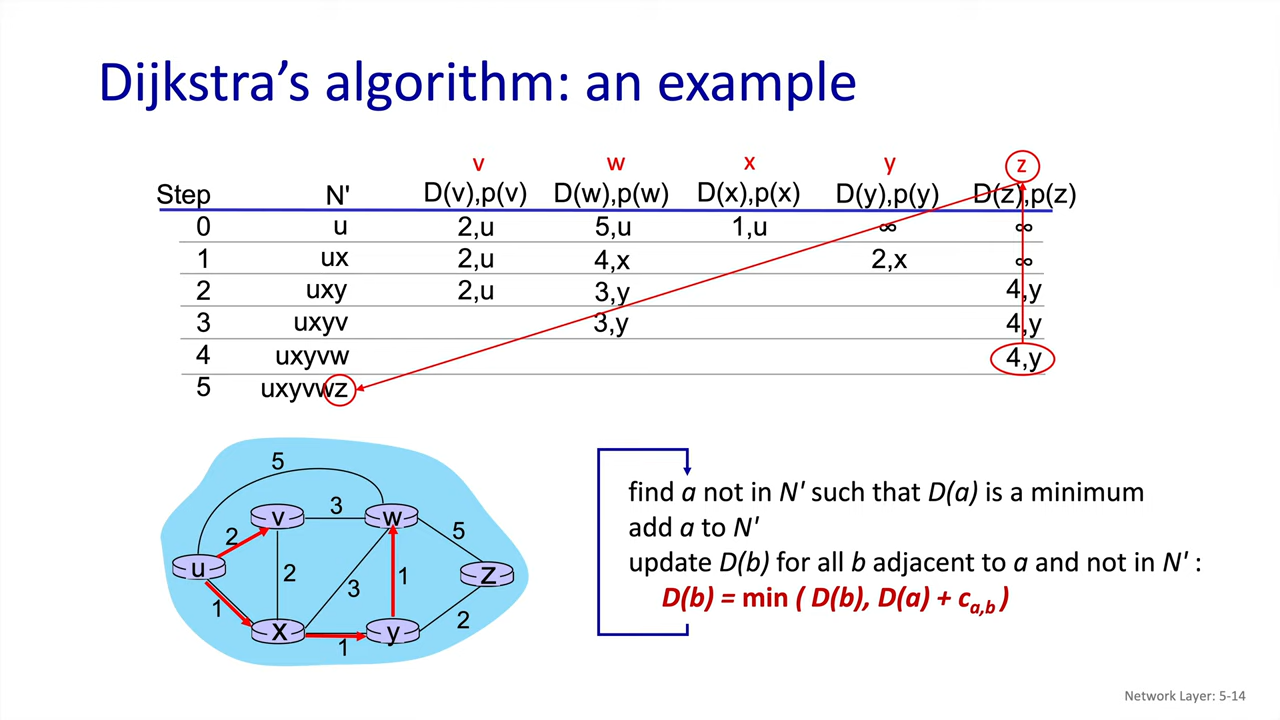 Dijkstra's algorithm: an example
v w x y z
Step N' D(v),p(v) D(w),p(w) D(x),p(x) D(y),p(y) D(z),p(z)
0 u 2,u 5,u 1,u ∞ ∞
1 ux 2,u 4,x 2,x ∞
2 uxy 2,u 3,y 4,y
3 uxyv 3,y 4,y
4 uxyvw 4,y
5 uxyvwz
5
v 3 w
2 5
u 2 3 1 z
1 2
x 1 y
find a not in N' such that D(a) is a minimum
add a to N'
update D(b) for all b adjacent to a and not in N' :
D(b) = min ( D(b), D(a) + ca,b )
Network Layer: 5-14